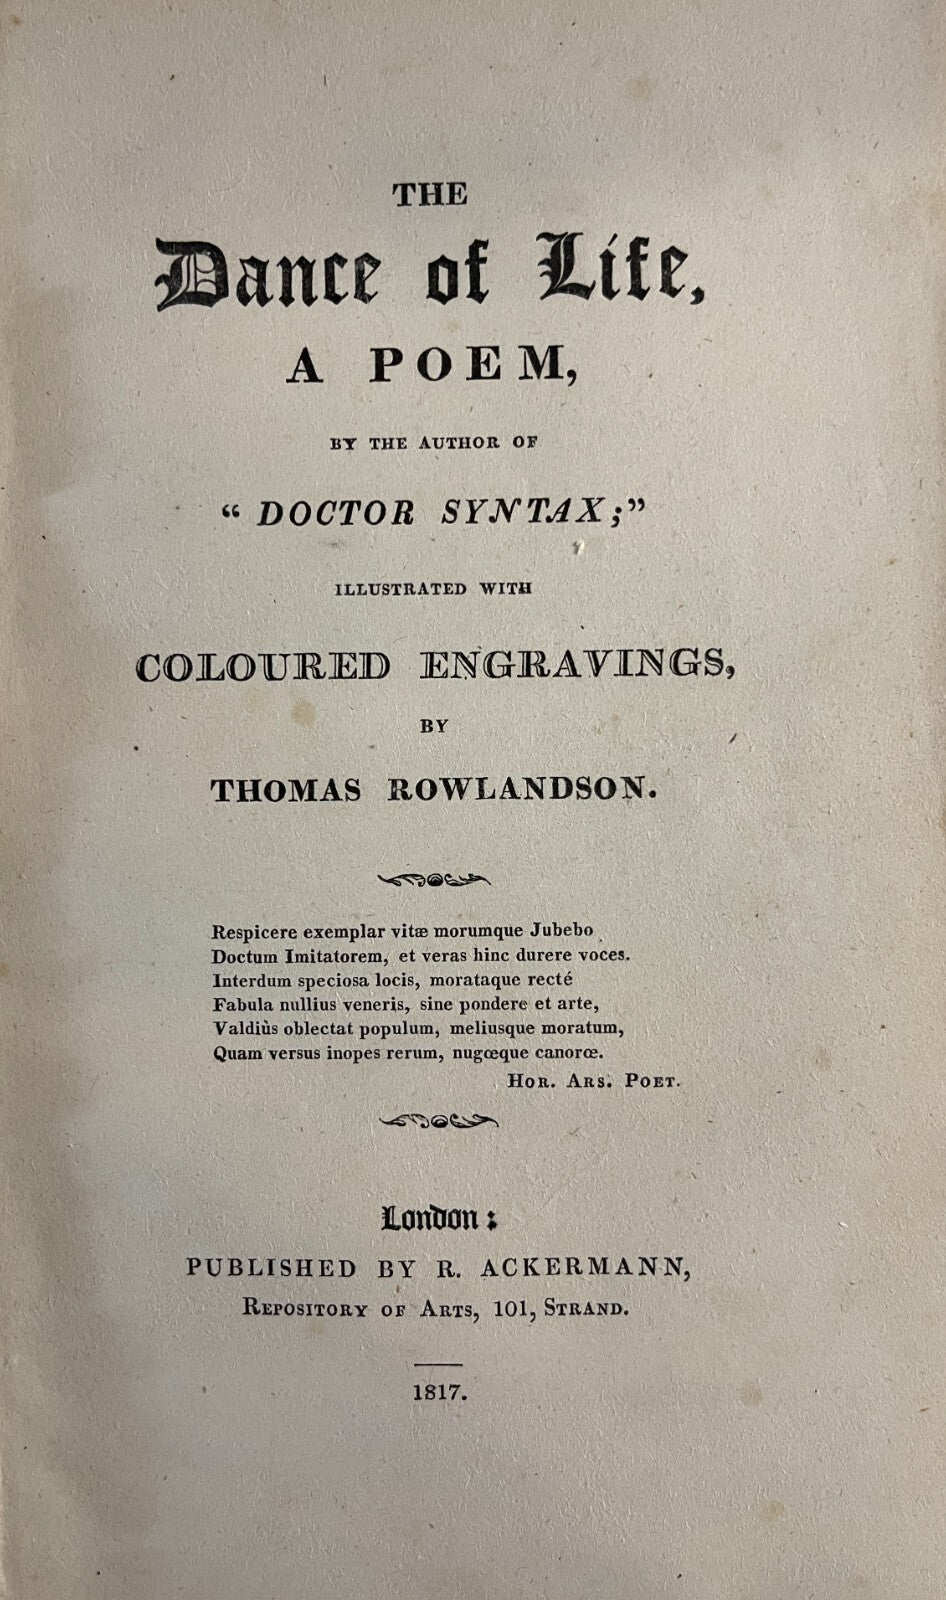 THE
Dance of Life,
A POEM,
BY THE AUTHOR OF
“ DOCTOR SYNTAX;”
ILLUSTRATED WITH
COLOURED ENGRAVINGS,
BY
THOMAS ROWLANDSON.
Respicere exemplar vitæ morumque Jubebo
Doctum Imitatorem, et veras hinc durere voces.
Interdum speciosa locis, morataque recté
Fabula nullius veneris, sine pondere et arte,
Valdiùs oblectat populum, meliusque moratum,
Quam versus inopes rerum, nugœque canorœ.
HOR. ARS. POET.
London:
PUBLISHED BY R. ACKERMANN,
REPOSITORY OF ARTS, 101, STRAND.
1817.